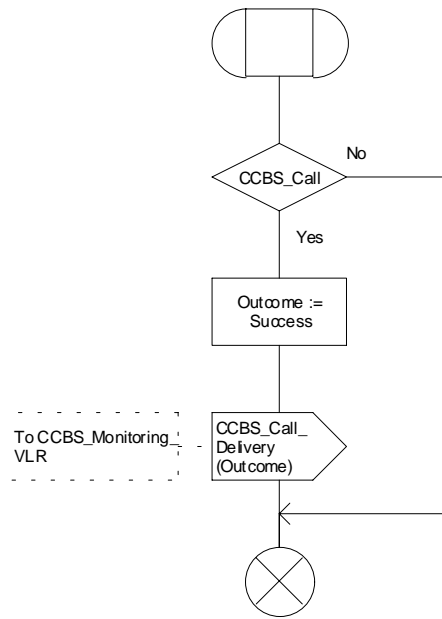 No
CCBS_Call
Yes
Outcome :=
Success
To CCBS_Monitoring_
VLR
CCBS_Call_
Delivery
(Outcome)